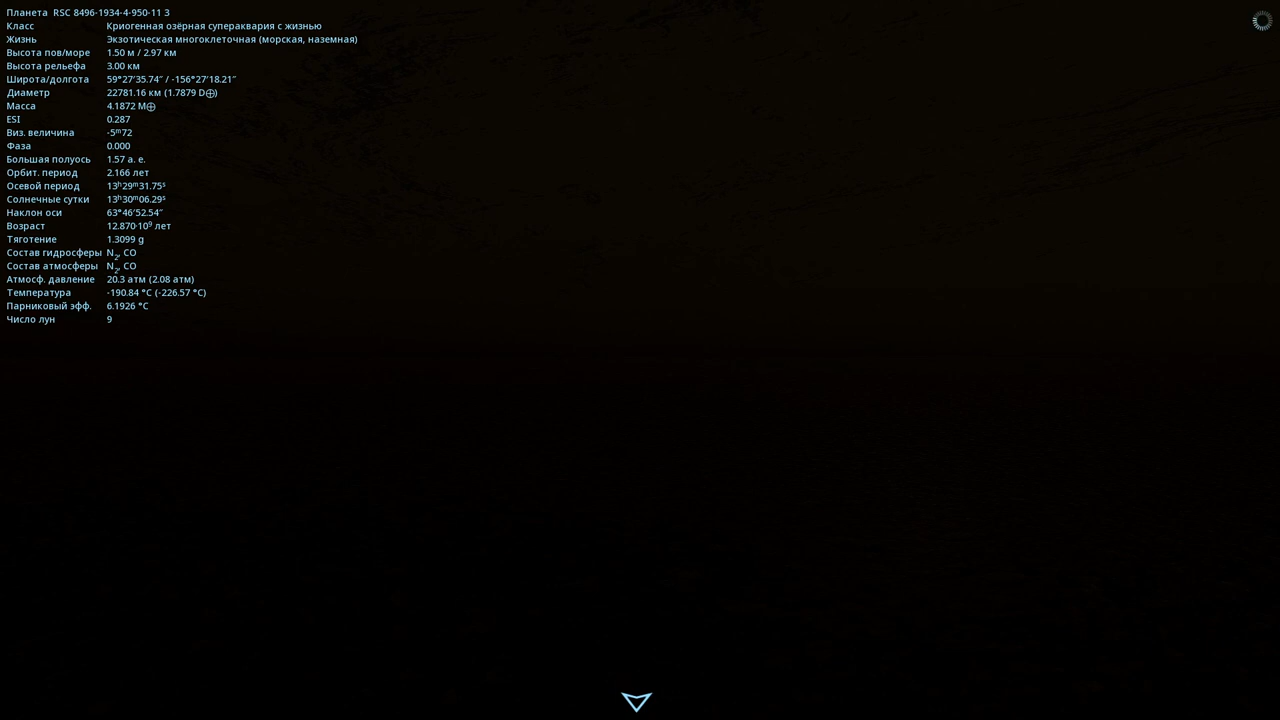 Планета RSC 8496-1934-4-950-11 3
Класс Криогенная озёрная суперакваrия с жизнью
Жизнь Экзотическая многоклеточная (морская, наземная)
Высота пов/море 1.50 м / 2.97 км
Высота рельефа 3.00 км
Широта/долгота 59°27′35.74″ / -156°27′18.21″
Диаметр 22781.16 км (1.7879 D⊕)
Масса 4.1872 M⊕
ESI 0.287
Виз. величина -5ᵐ72
Фаза 0.000
Большая полуось 1.57 а. е.
Орбит. период 2.166 лет
Осевой период 13ʰ29ᵐ31.75ˢ
Солнечные сутки 13ʰ30ᵐ06.29ˢ
Наклон оси 63°46′52.54″
Возраст 12.870·10⁹ лет
Тяготение 1.3099 g
Состав гидросферы N₂, CO
Состав атмосферы N₂, CO
Атмосф. давление 20.3 атм (2.08 атм)
Температура -190.84 °C (-226.57 °C)
Парниковый эфф. 6.1926 °C
Число лун 9